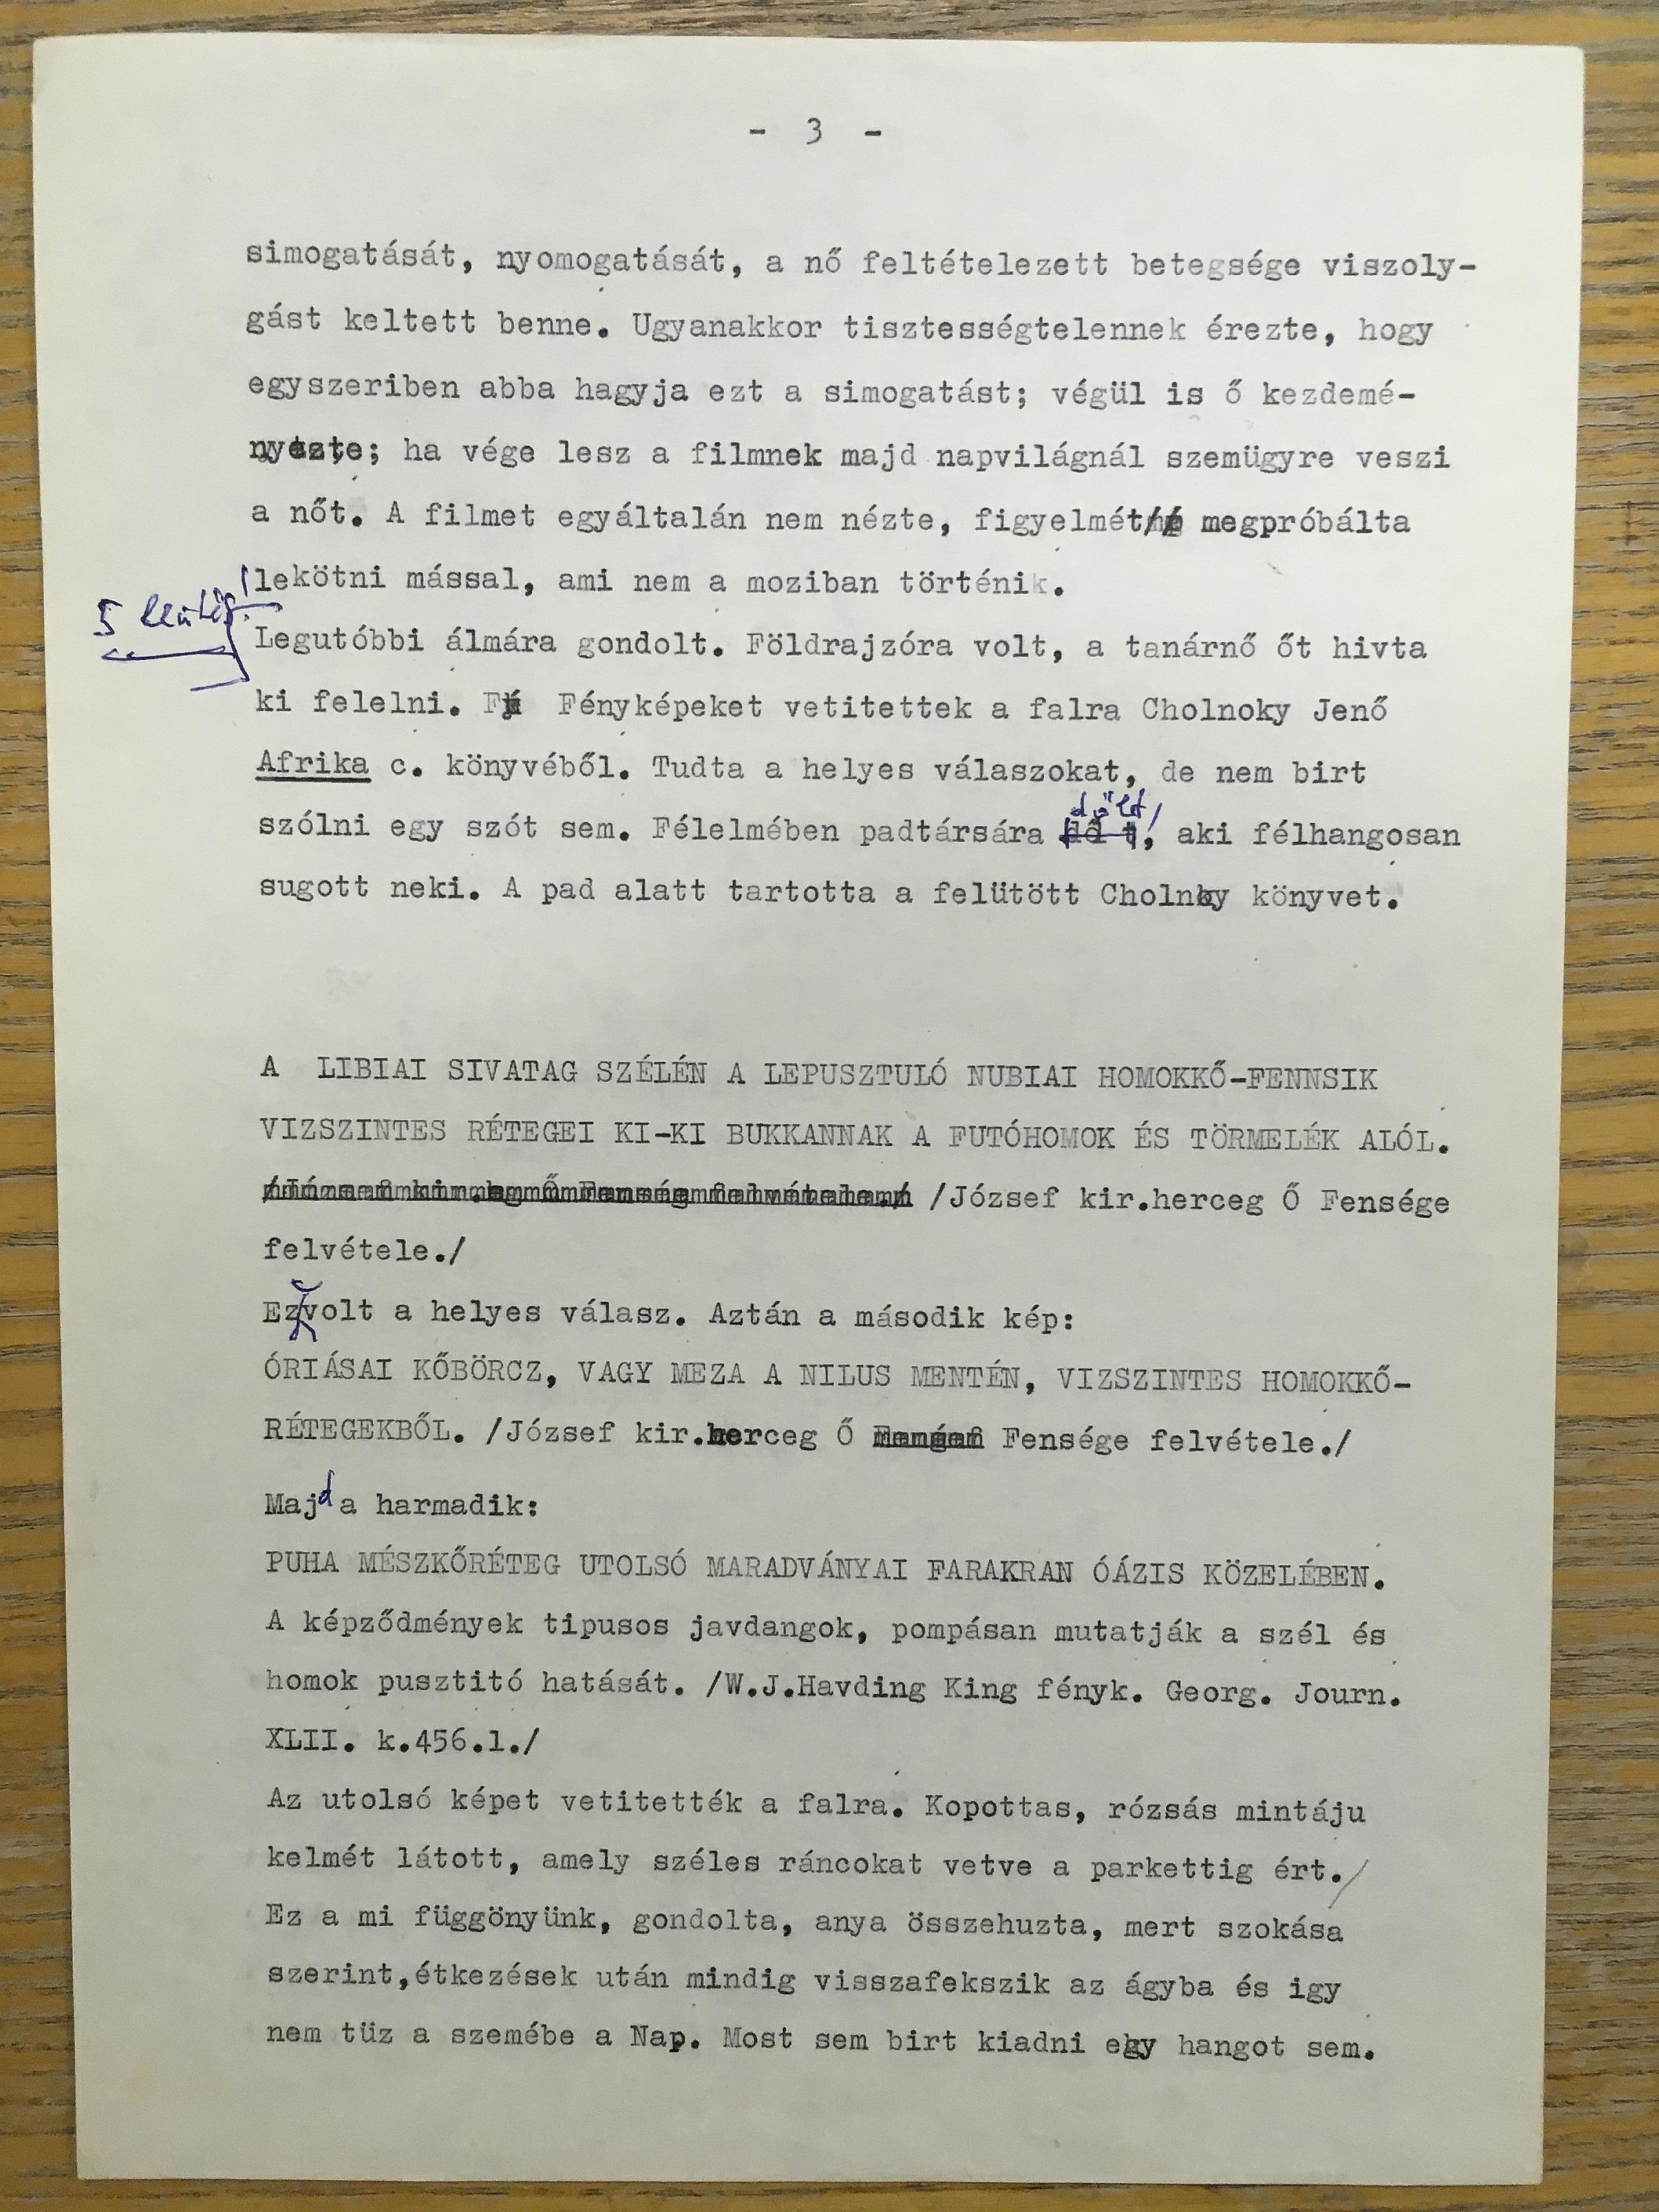 - 3 -
simogatását, nyomogatását, a nő feltételezett betegsége viszoly-
gást keltett benne. Ugyanakkor tisztességtelennek érezte, hogy
egyszeriben abba hagyja ezt a simogatást; végül is ő kezdemé-
nyezte; ha vége lesz a filmnek majd napvilágnál szemügyre veszi
a nőt. A filmet egyáltalán nem nézte, figyelmét megpróbálta
lekötni mással, ami nem a moziban történik.
5
Legutóbbi álmára gondolt. Földrajzóra volt, a tanárnő őt hivta
ki felelni. Fényképeket vetitettek a falra Cholnoky Jenő
Afrika c. könyvéből. Tudta a helyes válaszokat, de nem birt
dőlt
szólni egy szót sem. Félelmében padtársára , aki félhangosan
sugott neki. A pad alatt tartotta a felütött könyvet.
A LIBIAI SIVATAG SZÉLÉN A LEPUSZTULÓ NUBIAI HOMOKKŐ-FENNSIK
VIZSZINTES RÉTEGEI KI-KI BUKKANNAK A FUTÓHOMOK ÉS TÖRMELÉK ALÓL.
/József kir.herceg Ő Fensége
felvétele./
Ez volt a helyes válasz. Aztán a második kép:
ÓRIÁSAI KŐBÖRCZ, VAGY MEZA A NILUS MENTÉN, VIZSZINTES HOMOKKŐ-
RÉTEGEKBŐL. /József kir.herceg Ő Fensége felvétele./
Majd a harmadik:
PUHA MÉSZKŐRÉTEG UTOLSÓ MARADVÁNYAI FARAKRAN ÓÁZIS KÖZELÉBEN.
A képződmények tipusos javdangok, pompásan mutatják a szél és
homok pusztitó hatását. /W.J.Havding King fényk. Georg. Journ.
XLII. k.456.l./
Az utolsó képet vetitették a falra. Kopottas, rózsás mintáju
kelmét látott, amely széles ráncokat vetve a parkettig ért./
Ez a mi függönyünk, gondolta, anya összehuzta, mert szokása
szerint,étkezések után mindig visszafekszik az ágyba és igy
nem tüz a szemébe a Nap. Most sem birt kiadni egy hangot sem.